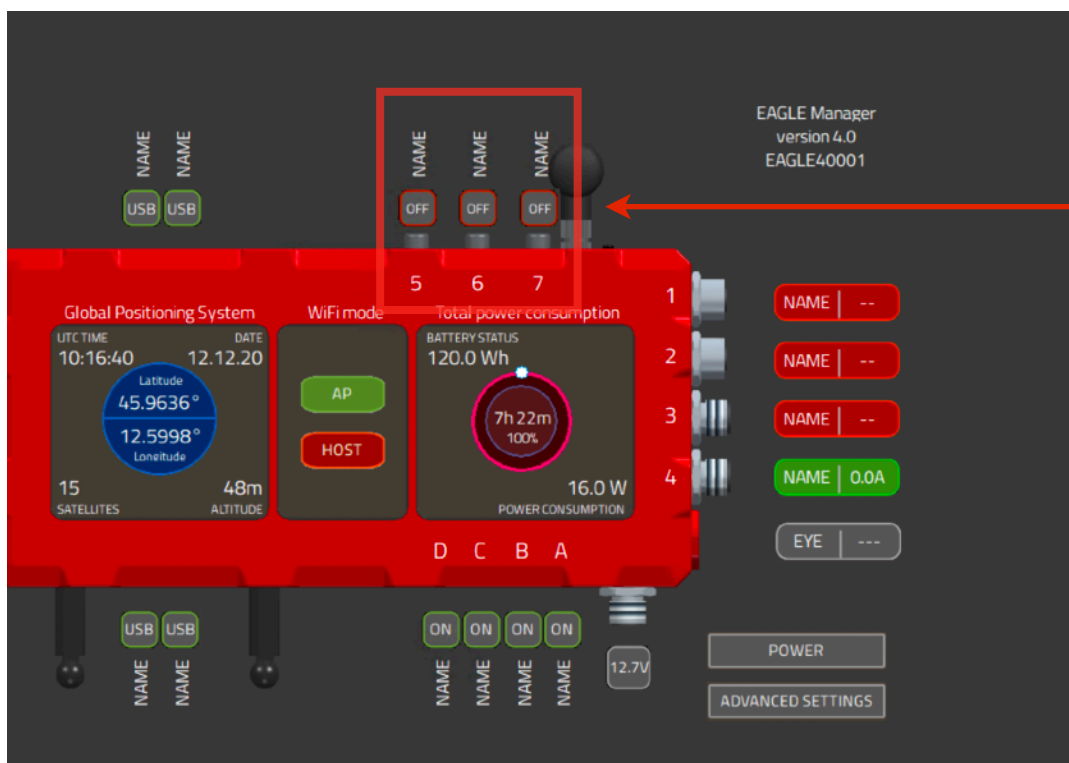 EAGLE Manager
version 4.0
EAGLE40001
NAME
NAME
NAME
NAME
NAME
USB
USB
OFF
OFF
OFF
5
6
7
Global Positioning System
WiFi mode
Total power consumption
UTC TIME
DATE
10:16:40
12.12.20
Latitude
45.9636°
12.5998°
Longitude
15
48m
SATELLITES
ALTITUDE
AP
HOST
BATTERY STATUS
120.0 Wh
7h 22m
100%
16.0 W
POWER CONSUMPTION
1
NAME | --
2
NAME | --
3
NAME | --
4
NAME | 0.0A
EYE | ---
D C B A
USB
USB
ON
ON
ON
ON
NAME
NAME
NAME
NAME
NAME
NAME
12.7V
POWER
ADVANCED SETTINGS